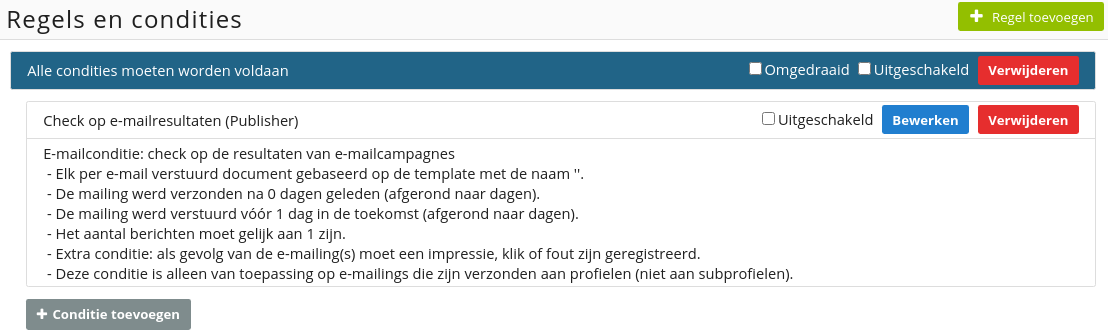 Regels en condities
Regel toevoegen
Alle condities moeten worden voldaan
Omgedraaid
Uitgeschakeld
Verwijderen
Check op e-mailresultaten (Publisher)
Uitgeschakeld
Bewerken
Verwijderen
E-mailconditie: check op de resultaten van e-mailcampagnes
- Elk per e-mail verstuurd document gebaseerd op de template met de naam ''.
- De mailing werd verzonden na 0 dagen geleden (afgerond naar dagen).
- De mailing werd verstuurd vóór 1 dag in de toekomst (afgerond naar dagen).
- Het aantal berichten moet gelijk aan 1 zijn.
- Extra conditie: als gevolg van de e-mailing(s) moet een impressie, klik of fout zijn geregistreerd.
- Deze conditie is alleen van toepassing op e-mailings die zijn verzonden aan profielen (niet aan subprofielen).
Conditie toevoegen